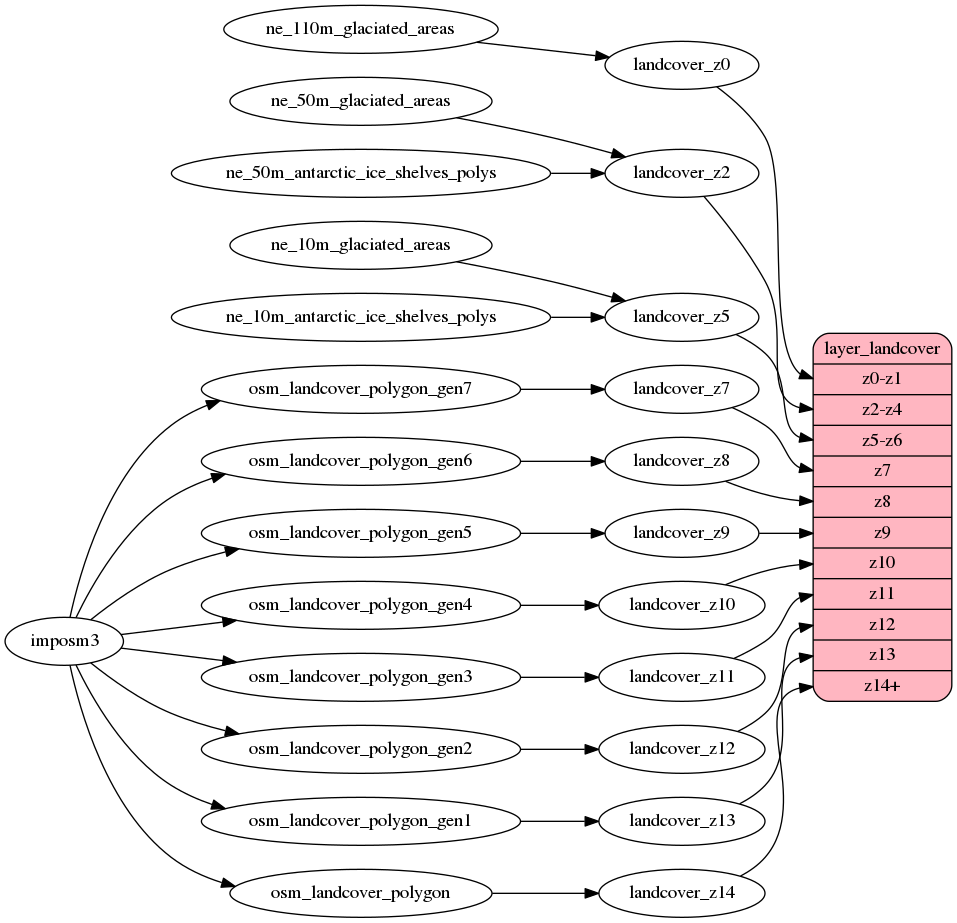 ne_110m_glaciated_areas
landcover_z0
ne_50m_glaciated_areas
ne_50m_antarctic_ice_shelves_polys
landcover_z2
ne_10m_glaciated_areas
ne_10m_antarctic_ice_shelves_polys
landcover_z5
osm_landcover_polygon_gen7
landcover_z7
osm_landcover_polygon_gen6
landcover_z8
osm_landcover_polygon_gen5
landcover_z9
osm_landcover_polygon_gen4
landcover_z10
imposm3
osm_landcover_polygon_gen3
landcover_z11
osm_landcover_polygon_gen2
landcover_z12
osm_landcover_polygon_gen1
landcover_z13
osm_landcover_polygon
landcover_z14
layer_landcover
z0-z1
z2-z4
z5-z6
z7
z8
z9
z10
z11
z12
z13
z14+